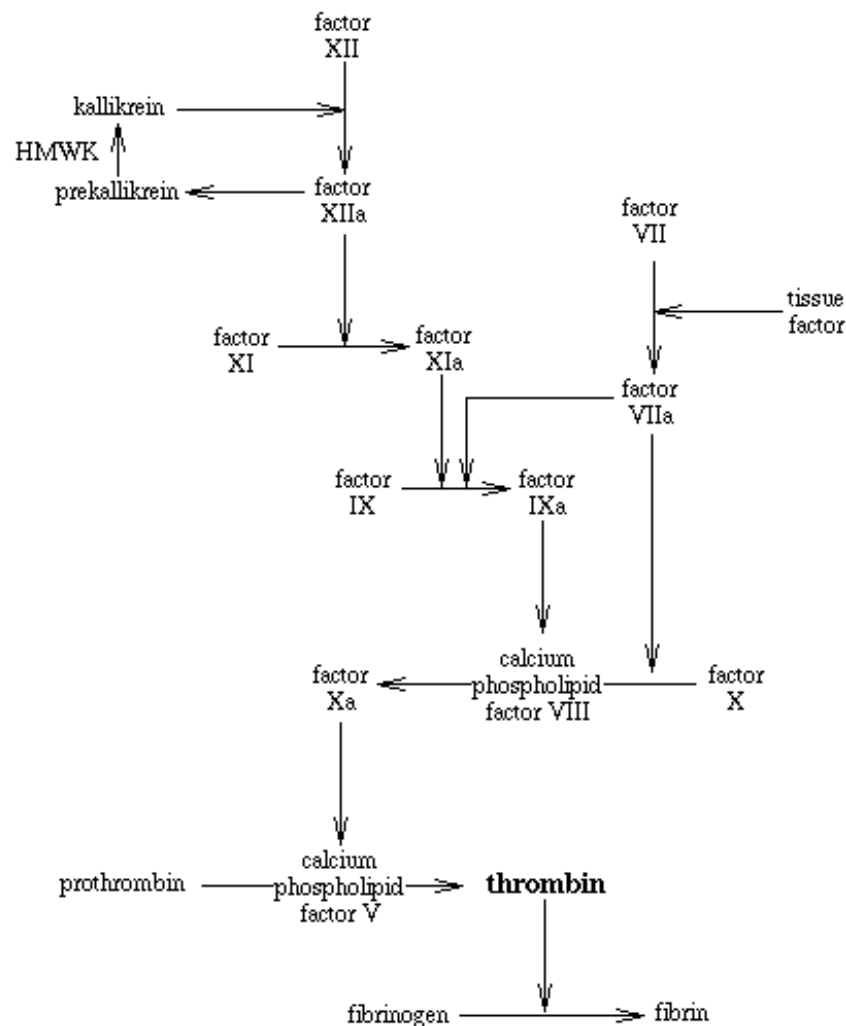 factor
XII
kallikrein
HMWK
prekallikrein
factor
XIIa
factor
VII
tissue
factor
factor
XI
factor
XIa
factor
VIIa
factor
IX
factor
IXa
calcium
phospholipid
factor VIII
factor
Xa
factor
X
prothrombin
calcium
phospholipid
factor V
thrombin
fibrinogen
fibrin